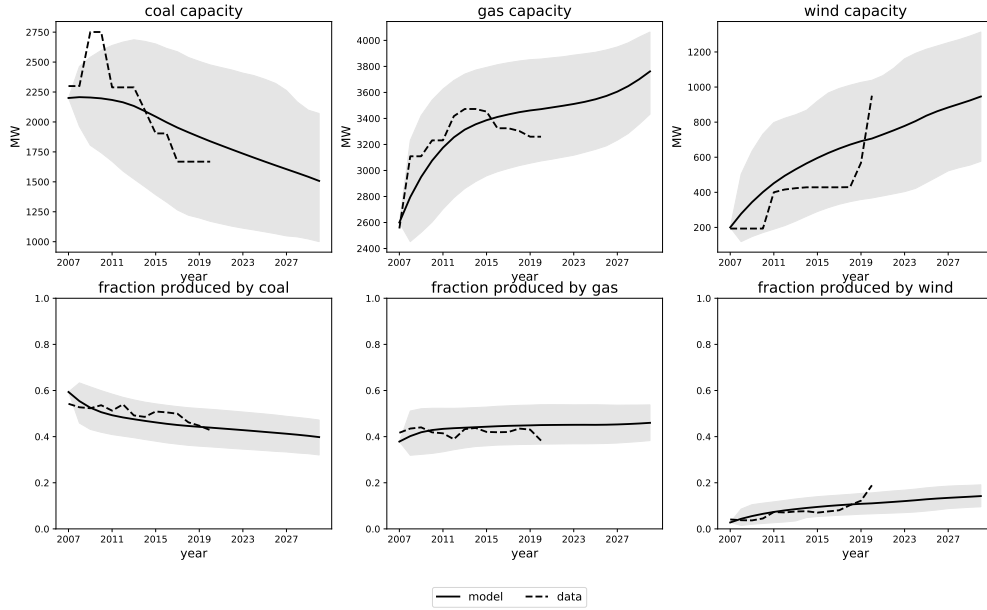 coal capacity
2750
2500
2250
2000
1750
1500
1250
1000
MW
2007 2011 2015 2019 2023 2027
year
gas capacity
4000
3800
3600
3400
3200
3000
2800
2600
2400
MW
2007 2011 2015 2019 2023 2027
year
wind capacity
1200
1000
800
600
400
200
MW
2007 2011 2015 2019 2023 2027
year
fraction produced by coal
1.0
0.8
0.6
0.4
0.2
0.0
2007 2011 2015 2019 2023 2027
year
fraction produced by gas
1.0
0.8
0.6
0.4
0.2
0.0
2007 2011 2015 2019 2023 2027
year
fraction produced by wind
1.0
0.8
0.6
0.4
0.2
0.0
2007 2011 2015 2019 2023 2027
year
model data